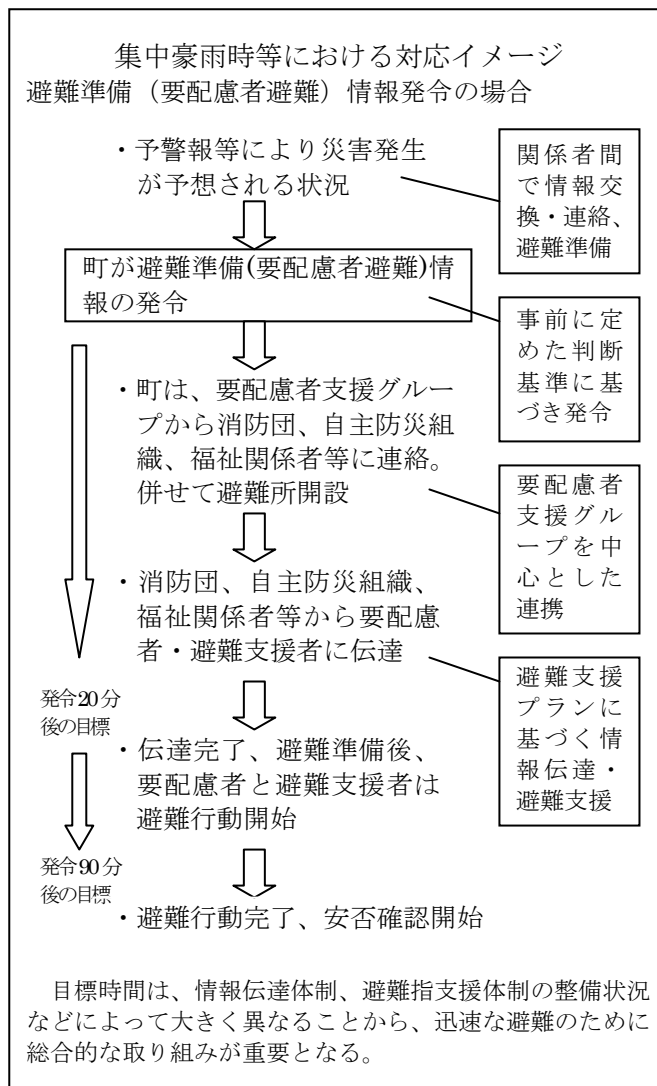 集中豪雨時等における対応イメージ
避難準備（要配慮者避難）情報発令の場合
・予警報等により災害発生
が予想される状況
関係者間
で情報交
換・連絡、
避難準備
町が避難準備(要配慮者避難)情
報の発令
事前に定
めた判断
基準に基
づき発令
・町は、要配慮者支援グルー
プから消防団、自主防災組
織、福祉関係者等に連絡。
併せて避難所開設
要配慮者
支援グル
ープを中
心とした
連携
・消防団、自主防災組織、
福祉関係者等から要配慮
者・避難支援者に伝達
避難支援
プランに
基づく情
報伝達・
避難支援
発令20分
後の目標
・伝達完了、避難準備後、
要配慮者と避難支援者は
避難行動開始
発令90分
後の目標
・避難行動完了、安否確認開始
目標時間は、情報伝達体制、避難指支援体制の整備状況
などによって大きく異なることから、迅速な避難のために
総合的な取り組みが重要となる。